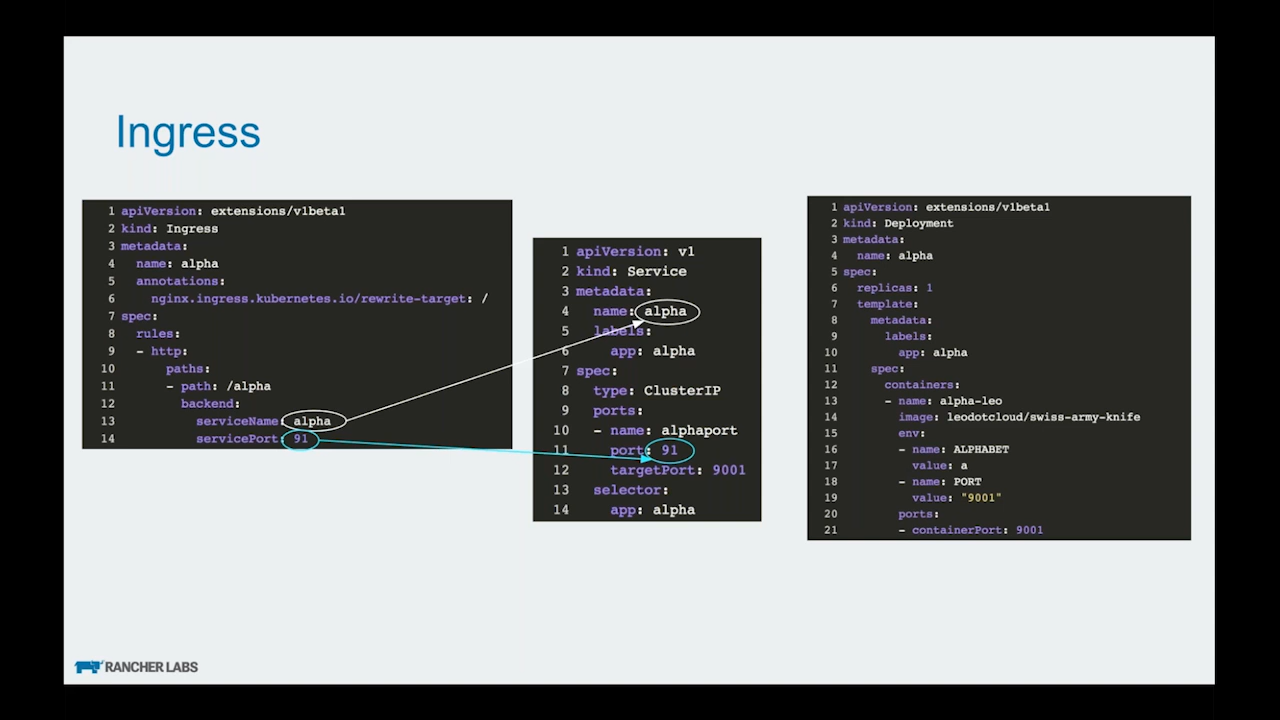 Ingress
1 apiVersion: extensions/v1beta1
2 kind: Ingress
3 metadata:
4   name: alpha
5   annotations:
6     nginx.ingress.kubernetes.io/rewrite-target: /
7 spec:
8   rules:
9   - http:
10       paths:
11       - path: /alpha
12         backend:
13           serviceName: alpha
14           servicePort: 91
1 apiVersion: v1
2 kind: Service
3 metadata:
4   name: alpha
5   labels:
6     app: alpha
7 spec:
8   type: ClusterIP
9   ports:
10   - name: alphaport
11     port: 91
12     targetPort: 9001
13   selector:
14     app: alpha
1 apiVersion: extensions/v1beta1
2 kind: Deployment
3 metadata:
4   name: alpha
5 spec:
6   replicas: 1
7   template:
8     metadata:
9       labels:
10         app: alpha
11     spec:
12       containers:
13       - name: alpha-leo
14         image: leodotcloud/swiss-army-knife
15         env:
16         - name: ALPHABET
17           value: a
18         - name: PORT
19           value: "9001"
20         ports:
21         - containerPort: 9001
RANCHER LABS